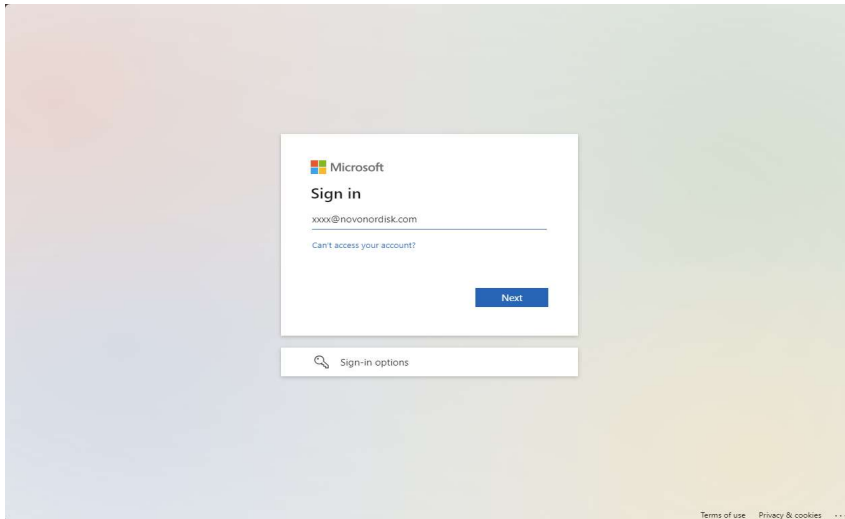 Microsoft
Sign in
xxxx@novonordisk.com
Can't access your account?
Next
Sign-in options
Terms of use Privacy & cookies ...